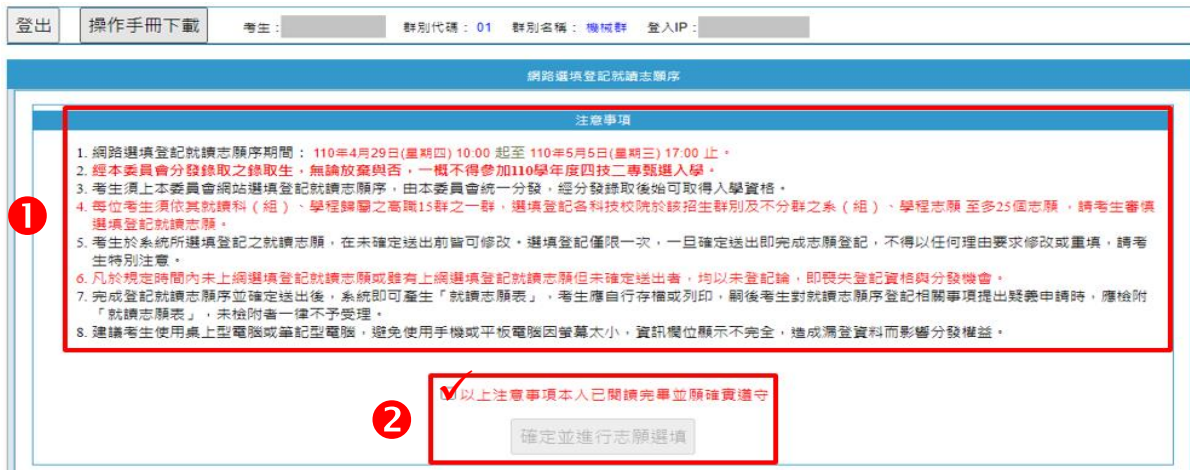 登出 操作手冊下載 考生： 群別代碼：01 群別名稱：機械群 登入IP：
網路選填登記就讀志願序
注意事項
1. 網路選填登記就讀志願序期間： 110年4月29日(星期四) 10:00 起至 110年5月5日(星期三) 17:00 止。
2. 經本委員會分發錄取之錄取生，無論放棄與否，一概不得參加110學年度四技二專甄選入學。
3. 考生須上本委員會網站選填登記就讀志願序，由本委員會統一分發，經分發錄取後始可取得入學資格。
4. 每位考生須依其就讀科（組）、學程歸屬之高職15群之一群，選填登記各科技校院於該招生群別及不分群之系（組）、學程志願 至多25個志願 ，請考生審慎
選填登記就讀志願。
5. 考生於系統所選填登記之就讀志願，在未確定送出前皆可修改。選填登記僅限一次，一旦確定送出即完成志願登記，不得以任何理由要求修改或重填，請考
生特別注意。
6. 凡於規定時間內未上網選填登記就讀志願或雖有上網選填登記就讀志願但未確定送出者，均以未登記論，即喪失登記資格與分發機會。
7. 完成登記就讀志願序並確定送出後，系統即可產生「就讀志願表」，考生應自行存檔或列印，嗣後考生對就讀志願序登記相關事項提出疑義申請時，應檢附
「就讀志願表」，未檢附者一律不予受理。
8. 建議考生使用桌上型電腦或筆記型電腦，避免使用手機或平板電腦因螢幕太小，資訊欄位顯示不完全，造成漏登資料而影響分發權益。
1
以上注意事項本人已閱讀完畢並願確實遵守
2
確定並進行志願選填